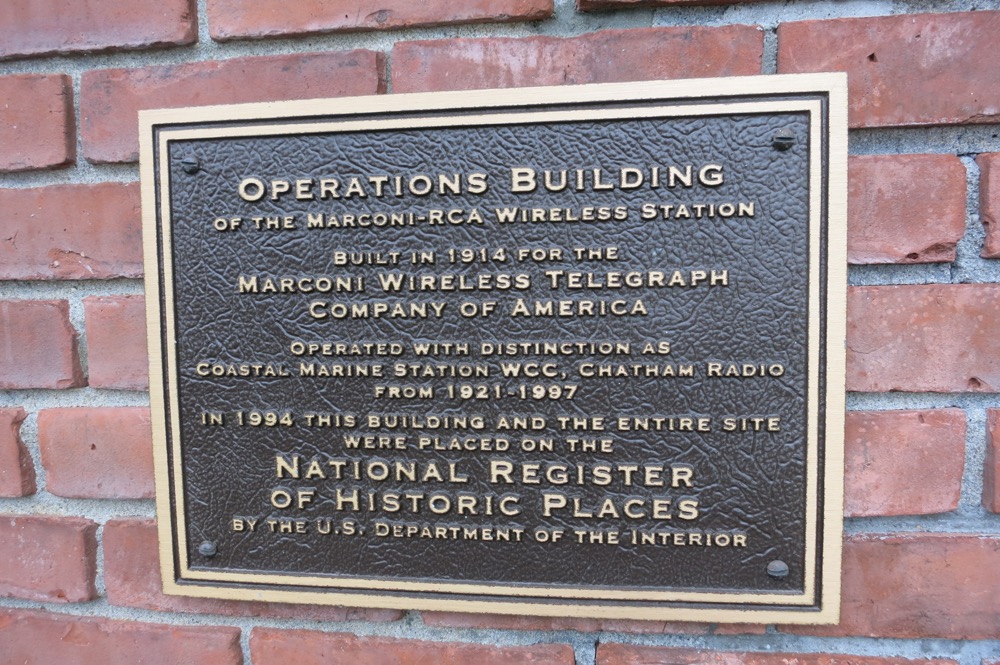 OPERATIONS BUILDING
OF THE MARCONI-RCA WIRELESS STATION
BUILT IN 1914 FOR THE
MARCONI WIRELESS TELEGRAPH
COMPANY OF AMERICA
OPERATED WITH DISTINCTION AS
COASTAL MARINE STATION WCC, CHATHAM RADIO
FROM 1921-1997
IN 1994 THIS BUILDING AND THE ENTIRE SITE
WERE PLACED ON THE
NATIONAL REGISTER
OF HISTORIC PLACES
BY THE U.S. DEPARTMENT OF THE INTERIOR